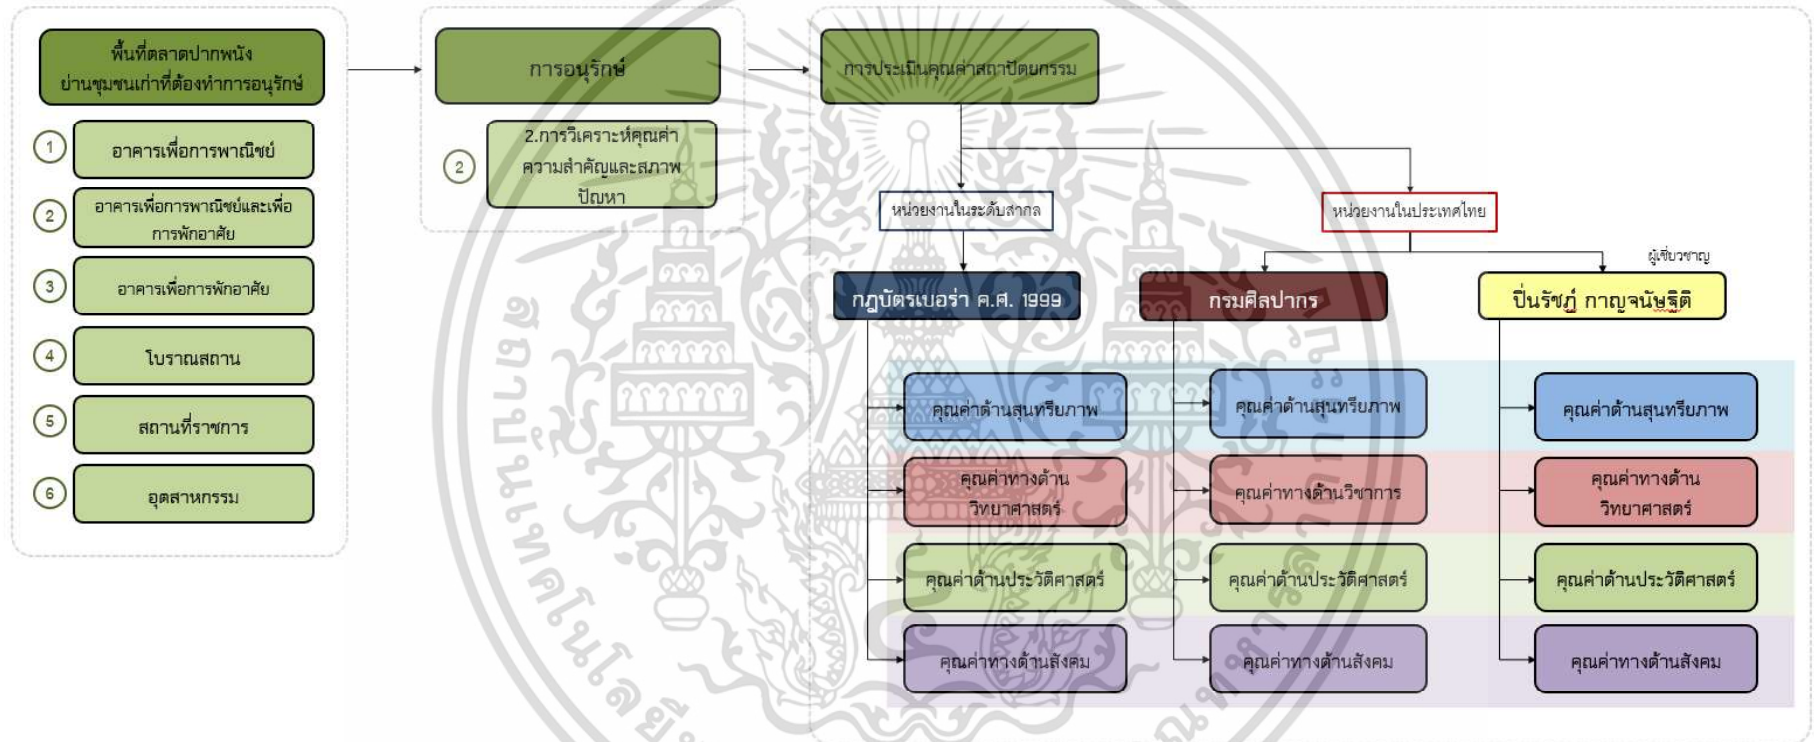 พื้นที่ตลาดปากพนัง
ย่านชุมชนเก่าที่ต้องทำการอนุรักษ์
1
อาคารเพื่อการพาณิชย์
2
อาคารเพื่อการพาณิชย์และเพื่อ
การพักอาศัย
3
อาคารเพื่อการพักอาศัย
4
โบราณสถาน
5
สถานที่ราชการ
6
อุตสาหกรรม
การอนุรักษ์
2
2.การวิเคราะห์คุณค่า
ความสำคัญและสภาพ
ปัญหา
การประเมินคุณค่าสถาปัตยกรรม
หน่วยงานในระดับสากล
หน่วยงานในประเทศไทย
กฎบัตรเบอร่า ค.ศ. 1999
คุณค่าด้านสุนทรียภาพ
คุณค่าทางด้าน
วิทยาศาสตร์
คุณค่าด้านประวัติศาสตร์
คุณค่าทางด้านสังคม
กรมศิลปากร
คุณค่าด้านสุนทรียภาพ
คุณค่าทางด้านวิชาการ
คุณค่าด้านประวัติศาสตร์
คุณค่าทางด้านสังคม
ผู้เชี่ยวชาญ
ปิ่นรัชฎ์ กาญจนัษฐิติ
คุณค่าด้านสุนทรียภาพ
คุณค่าทางด้าน
วิทยาศาสตร์
คุณค่าด้านประวัติศาสตร์
คุณค่าทางด้านสังคม